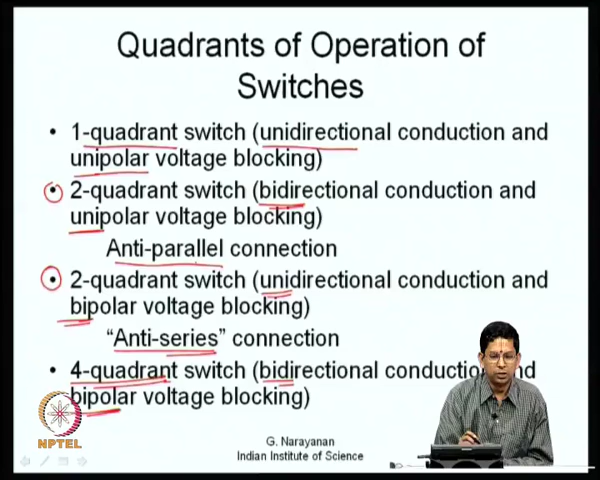 Quadrants of Operation of
Switches
• 1-quadrant switch (unidirectional conduction and
unipolar voltage blocking)
• 2-quadrant switch (bidirectional conduction and
unipolar voltage blocking)
Anti-parallel connection
• 2-quadrant switch (unidirectional conduction and
bipolar voltage blocking)
“Anti-series” connection
• 4-quadrant switch (bidirectional conduction and
bipolar voltage blocking)
NPTEL
G. Narayanan
Indian Institute of Science